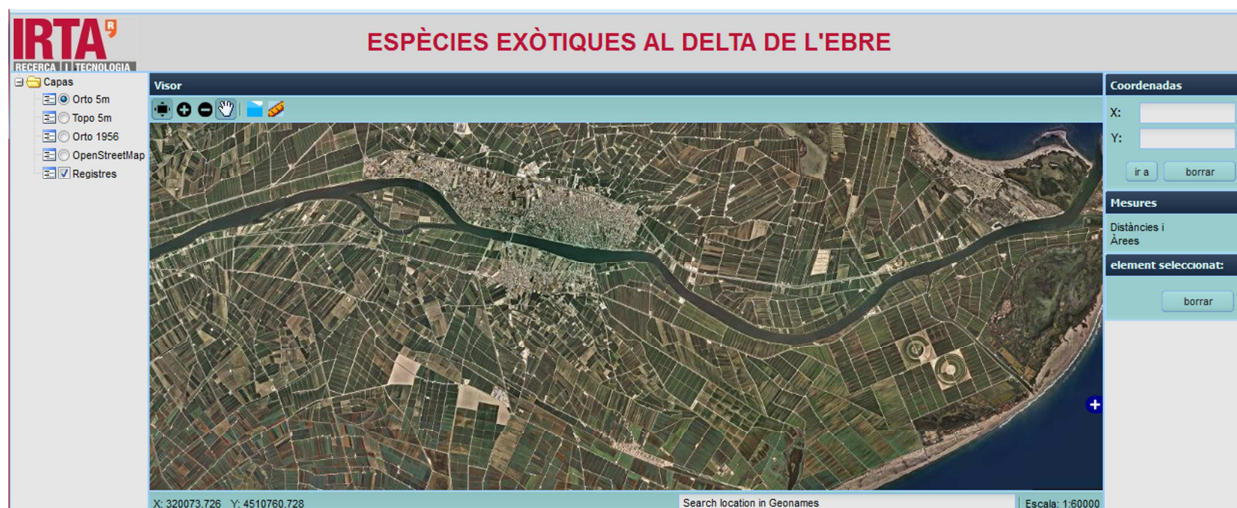 IRTA R
RECERCA I TECNOLOGIA
ESPÈCIES EXÒTIQUES AL DELTA DE L'EBRE
Capas
Orto 5m
Topo 5m
Orto 1956
OpenStreetMap
Registres
Visor
Coordenadas
X:
Y:
ir a borrar
Mesures
Distàncies i
Àrees
element seleccionat:
borrar
X: 320073.726 Y: 4510760.728
Search location in Geonames
Escala: 1:60000